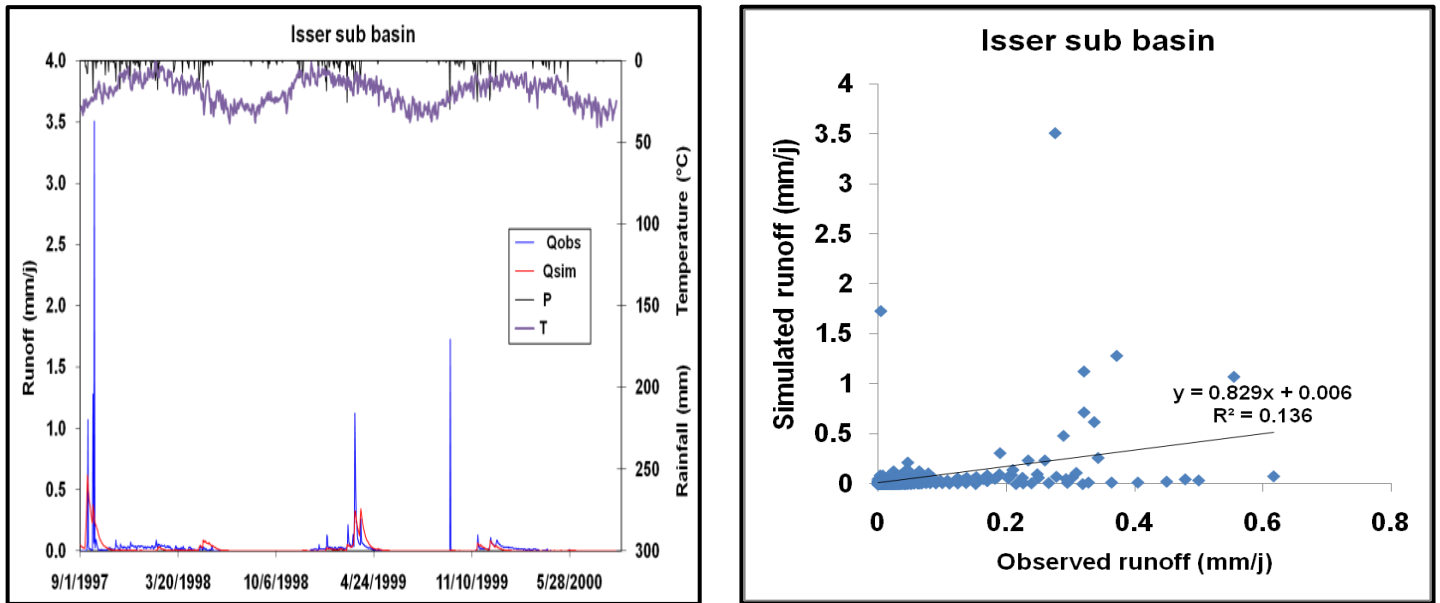 Isser sub basin
4.0
3.5
3.0
2.5
2.0
1.5
1.0
0.5
0.0
Runoff (mm/j)
0
50
100
150
200
250
300
Temperature (°C)
Rainfall (mm)
Qobs
Qsim
P
T
9/1/1997
3/20/1998
10/6/1998
4/24/1999
11/10/1999
5/28/2000
Isser sub basin
4
3.5
3
2.5
2
1.5
1
0.5
0
Simulated runoff (mm/j)
y = 0.829x + 0.006
R² = 0.136
0
0.2
0.4
0.6
0.8
Observed runoff (mm/j)